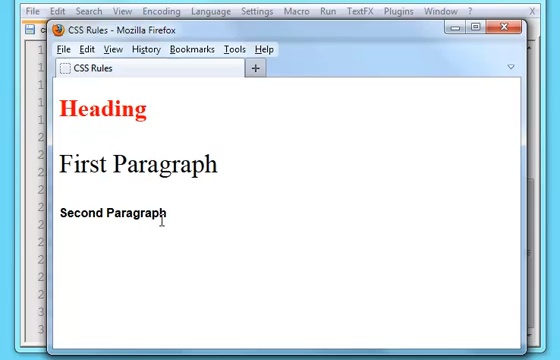 File Edit Search View Encoding Language Settings Macro Run TextFX Plugins Window ? X
CSS Rules - Mozilla Firefox
File Edit View History Bookmarks Tools Help
CSS Rules
Heading
First Paragraph
Second Paragraph